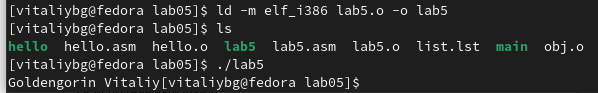 [vitaliybg@fedora lab05]$ ld -m elf_i386 lab5.o -o lab5
[vitaliybg@fedora lab05]$ ls
hello  hello.asm  hello.o  lab5  lab5.asm  lab5.o  list.lst  main  obj.o
[vitaliybg@fedora lab05]$ ./lab5
Goldengorin Vitaliy[vitaliybg@fedora lab05]$